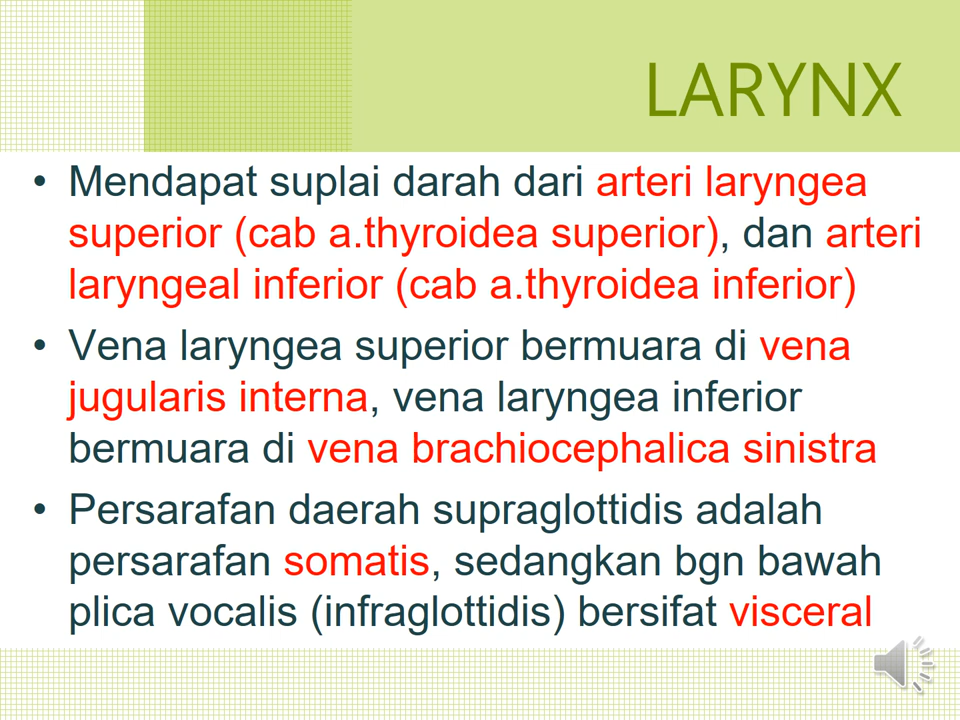 LARYNX
• Mendapat suplai darah dari arteri laryngea
superior (cab a.thyroidea superior), dan arteri
laryngeal inferior (cab a.thyroidea inferior)
• Vena laryngea superior bermuara di vena
jugularis interna, vena laryngea inferior
bermuara di vena brachiocephalica sinistra
• Persarafan daerah supraglottidis adalah
persarafan somatis, sedangkan bgn bawah
plica vocalis (infraglottidis) bersifat visceral